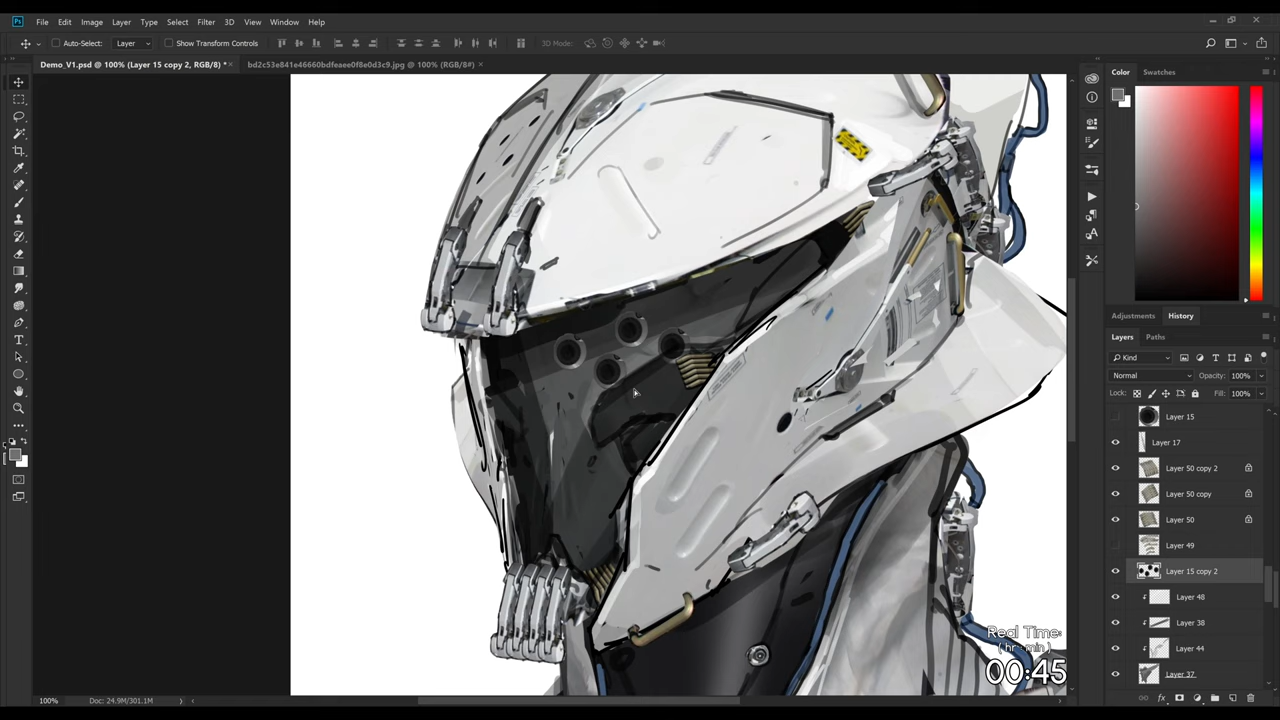 Ps File Edit Image Layer Type Select Filter 3D View Window Help
Auto-Select: Layer Show Transform Controls 3D Mode:
Demo_V1.psd @ 100% (Layer 15 copy 2, RGB/8) * × bd2c53e841e46660bdfeaee0f8e0d3c9.jpg @ 100% (RGB/8#) ×
Color Swatches
Adjustments History
Layers Paths
Kind
Normal Opacity: 100%
Lock: Fill: 100%
Layer 15
Layer 17
Layer 50 copy 2
Layer 50 copy
Layer 50
Layer 49
Layer 15 copy 2
Layer 48
Layer 38
Layer 44
Layer 37
Real Time:
( hr : min )
00:45
100% Doc: 24.9M/301.1M